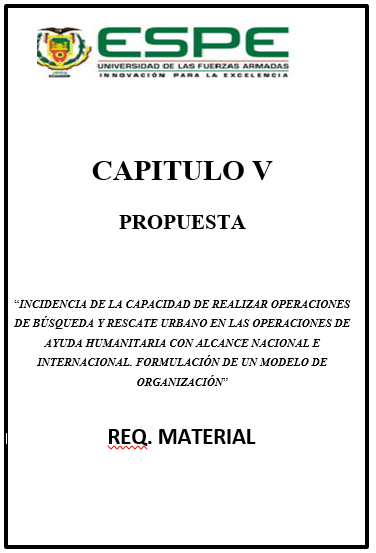 ESPE
UNIVERSIDAD DE LAS FUERZAS ARMADAS
INNOVACIÓN PARA LA EXCELENCIA
CAPITULO V
PROPUESTA
“INCIDENCIA DE LA CAPACIDAD DE REALIZAR OPERACIONES
DE BÚSQUEDA Y RESCATE URBANO EN LAS OPERACIONES DE
AYUDA HUMANITARIA CON ALCANCE NACIONAL E
INTERNACIONAL. FORMULACIÓN DE UN MODELO DE
ORGANIZACIÓN”
REQ. MATERIAL